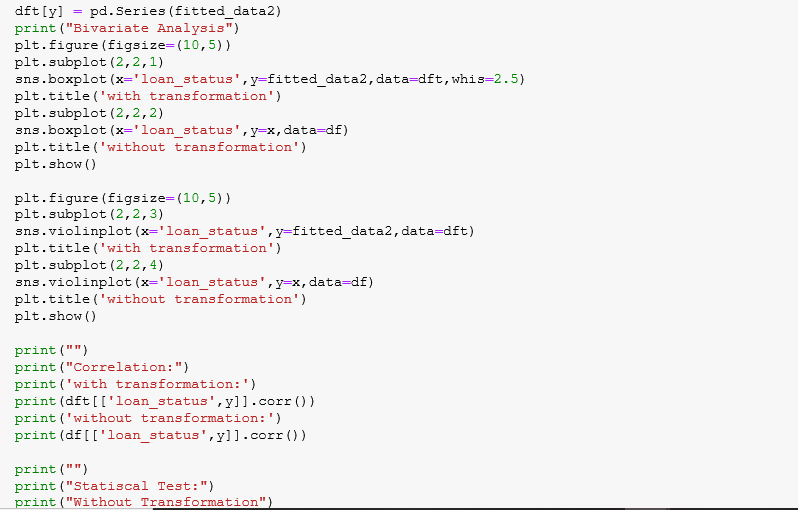 dft[y] = pd.Series(fitted_data2)
print("Bivariate Analysis")
plt.figure(figsize=(10,5))
plt.subplot(2,2,1)
sns.boxplot(x='loan_status',y=fitted_data2,data=dft,whis=2.5)
plt.title('with transformation')
plt.subplot(2,2,2)
sns.boxplot(x='loan_status',y=x,data=df)
plt.title('without transformation')
plt.show()

plt.figure(figsize=(10,5))
plt.subplot(2,2,3)
sns.violinplot(x='loan_status',y=fitted_data2,data=dft)
plt.title('with transformation')
plt.subplot(2,2,4)
sns.violinplot(x='loan_status',y=x,data=df)
plt.title('without transformation')
plt.show()

print("")
print("Correlation:")
print('with transformation:')
print(dft[['loan_status',y]].corr())
print('without transformation:')
print(df[['loan_status',y]].corr())

print("")
print("Statiscal Test:")
print("Without Transformation")